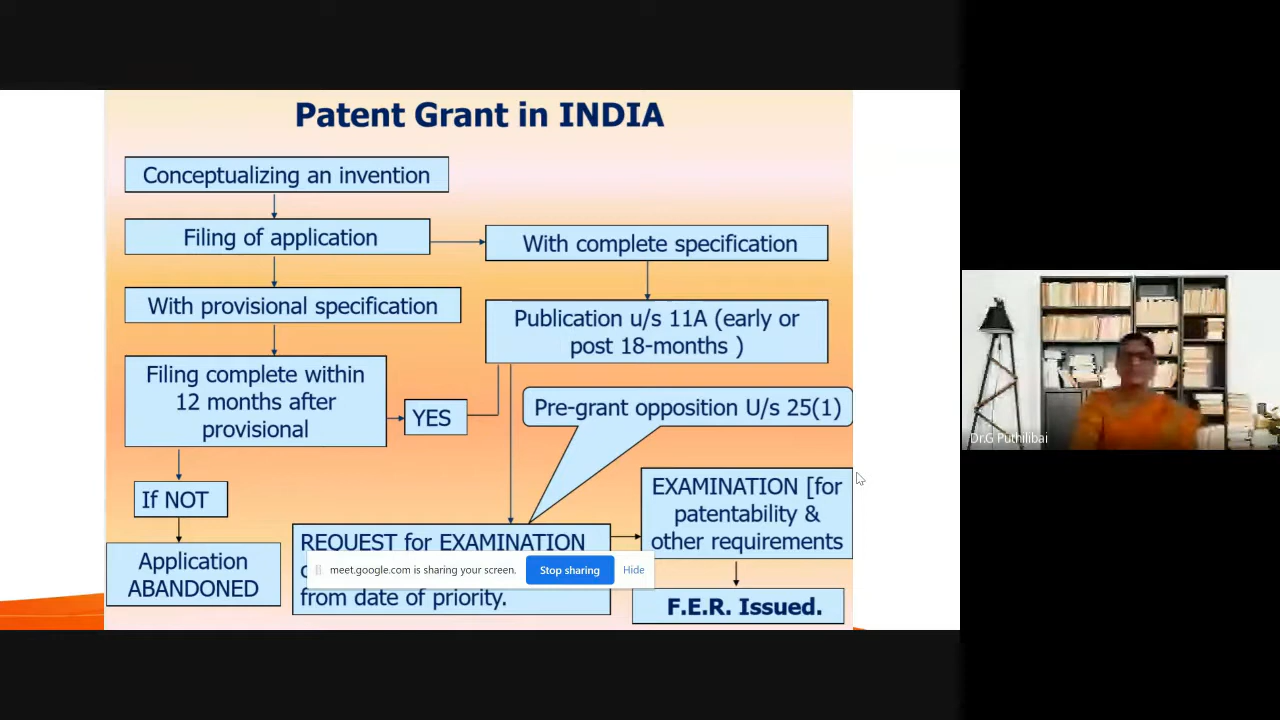 Patent Grant in INDIA
Conceptualizing an invention
Filing of application
With complete specification
With provisional specification
Publication u/s 11A (early or
post 18-months )
Filing complete within
12 months after
provisional
YES
Pre-grant opposition U/s 25(1)
If NOT
Application
ABANDONED
REQUEST for EXAMINATION
from date of priority.
EXAMINATION [for
patentability &
other requirements
F.E.R. Issued.
meet.google.com is sharing your screen.
Stop sharing
Hide
Dr.G Puthilibai